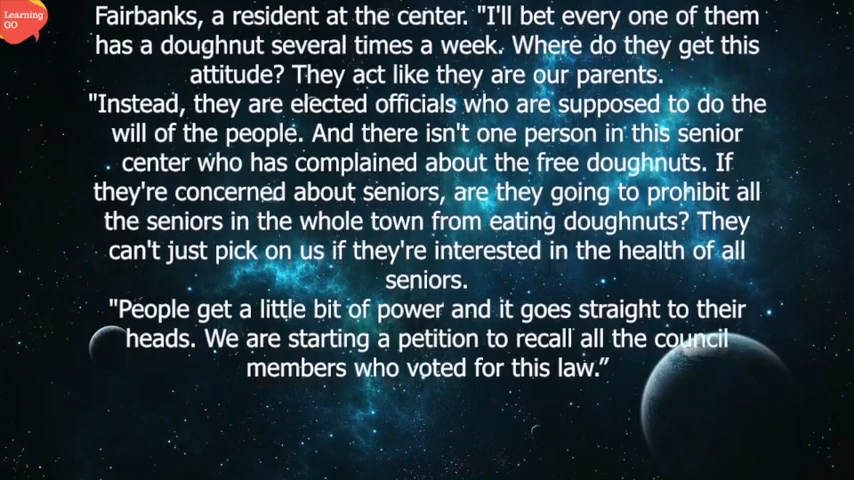 Learning
GO
Fairbanks, a resident at the center. "I'll bet every one of them
has a doughnut several times a week. Where do they get this
attitude? They act like they are our parents.
"Instead, they are elected officials who are supposed to do the
will of the people. And there isn't one person in this senior
center who has complained about the free doughnuts. If
they're concerned about seniors, are they going to prohibit all
the seniors in the whole town from eating doughnuts? They
can't just pick on us if they're interested in the health of all
seniors.
"People get a little bit of power and it goes straight to their
heads. We are starting a petition to recall all the council
members who voted for this law.”